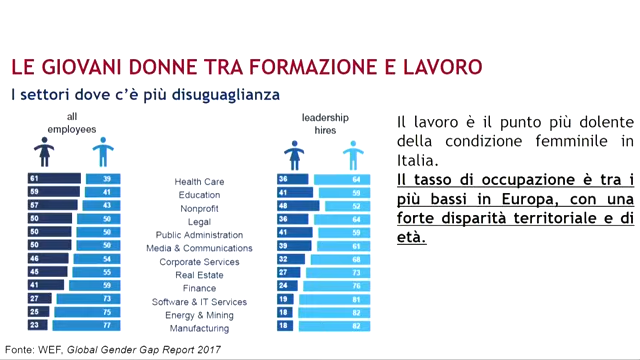 LE GIOVANI DONNE TRA FORMAZIONE E LAVORO
I settori dove c'è più disuguaglianza
all
employees
leadership
hires
61 39 Health Care 36 64
59 41 Education 41 59
57 43 Nonprofit 48 52
50 50 Legal 36 64
50 50 Public Administration 41 59
50 50 Media & Communications 39 61
46 54 Corporate Services 32 68
45 55 Real Estate 27 73
41 59 Finance 24 76
27 73 Software & IT Services 19 81
25 75 Energy & Mining 18 82
23 77 Manufacturing 18 82
Il lavoro è il punto più dolente
della condizione femminile in
Italia.
Il tasso di occupazione è tra i
più bassi in Europa, con una
forte disparità territoriale e di
età.
Fonte: WEF, Global Gender Gap Report 2017